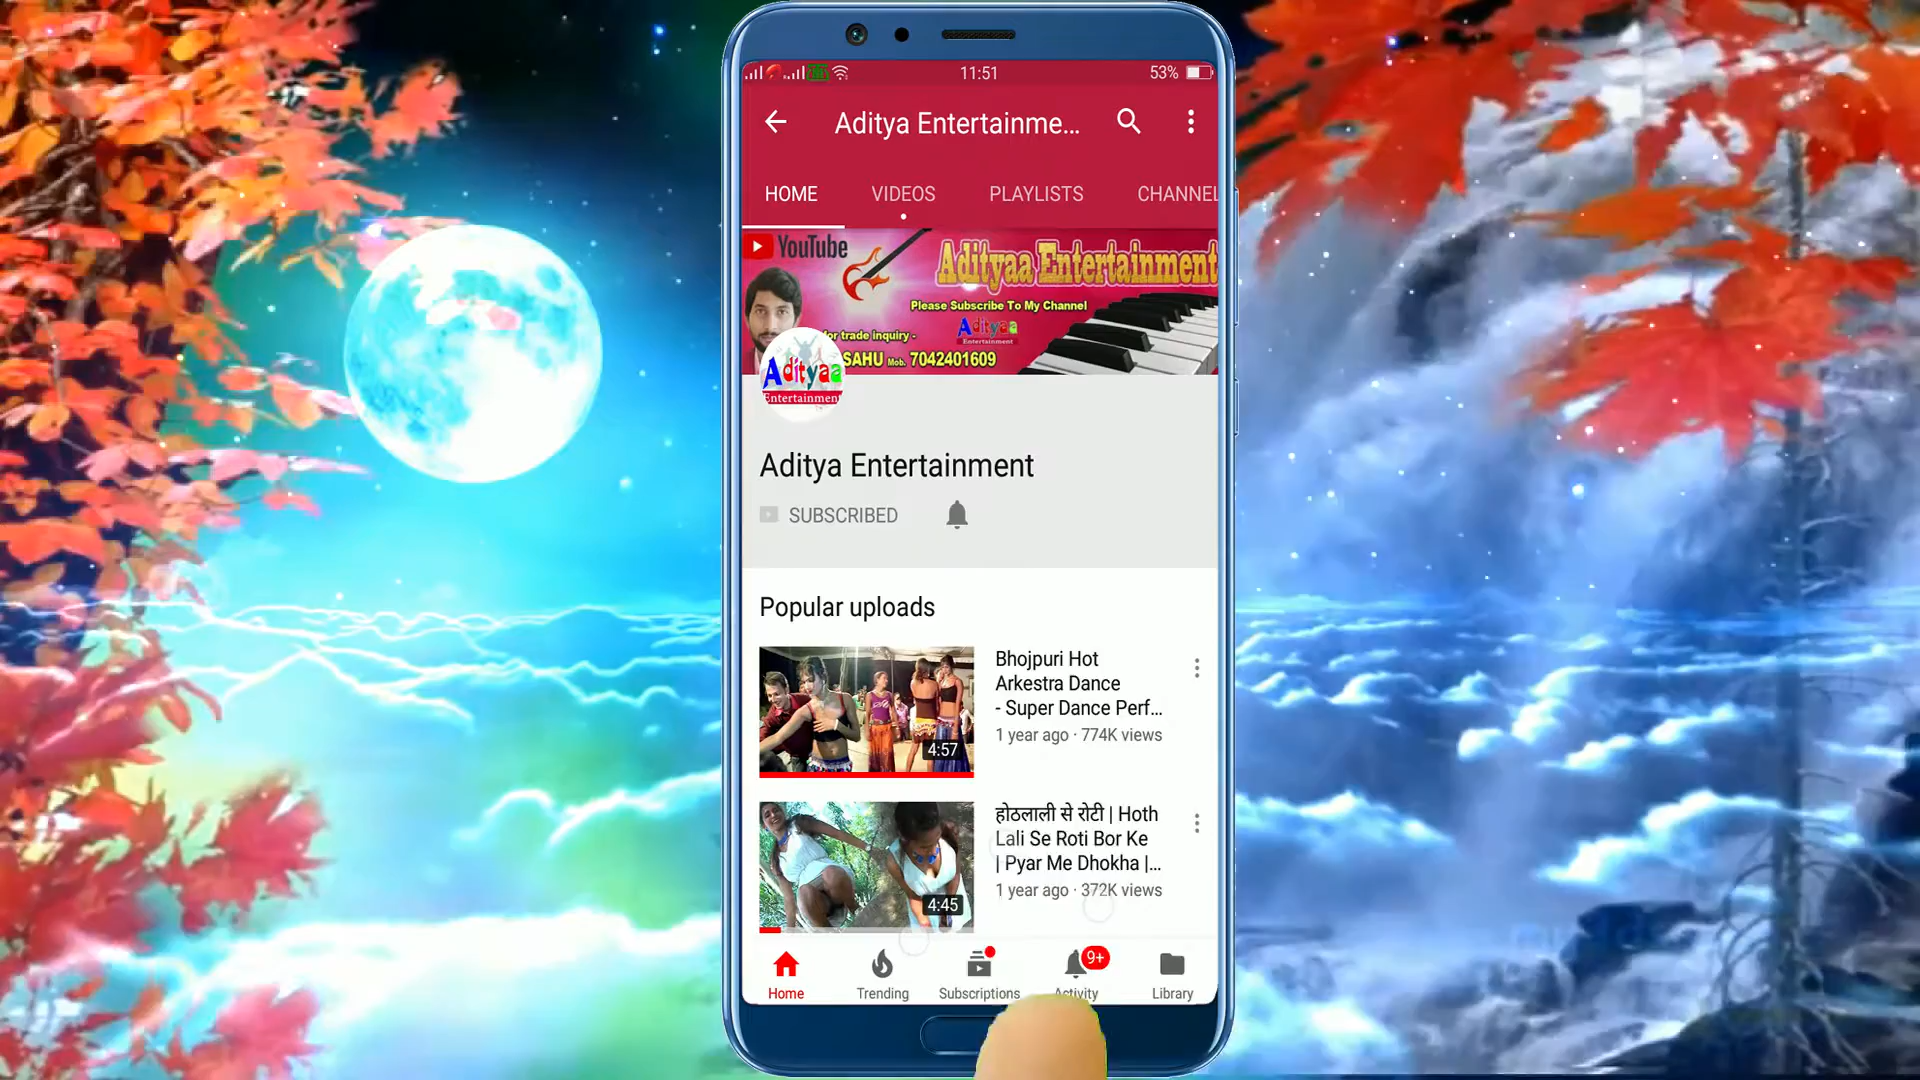 11:51
53%
Aditya Entertainme...
HOME VIDEOS PLAYLISTS CHANNEL
YouTube
Adityaa Entertainment
Please Subscribe To My Channel
Adityaa
Entertainment
for trade inquiry -
SAHU Mob. 7042401609
Adityaa
Entertainment
Aditya Entertainment
SUBSCRIBED
Popular uploads
Bhojpuri Hot
Arkestra Dance
- Super Dance Perf...
1 year ago · 774K views
4:57
होठलाली से रोटी | Hoth
Lali Se Roti Bor Ke
| Pyar Me Dhokha |...
1 year ago · 372K views
4:45
9+
Home Trending Subscriptions Activity Library